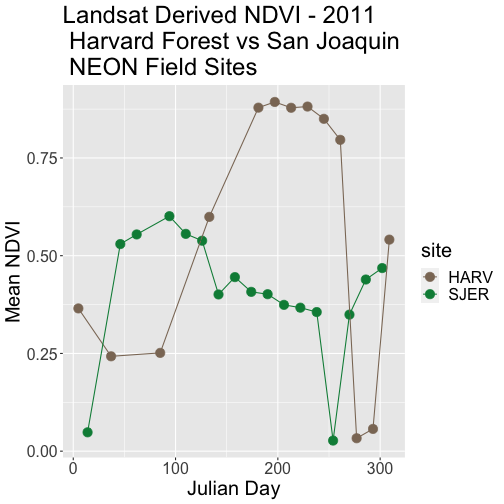 Landsat Derived NDVI - 2011
Harvard Forest vs San Joaquin
NEON Field Sites
Mean NDVI
0.75
0.50
0.25
0.00
0 100 200 300
Julian Day
site
HARV
SJER